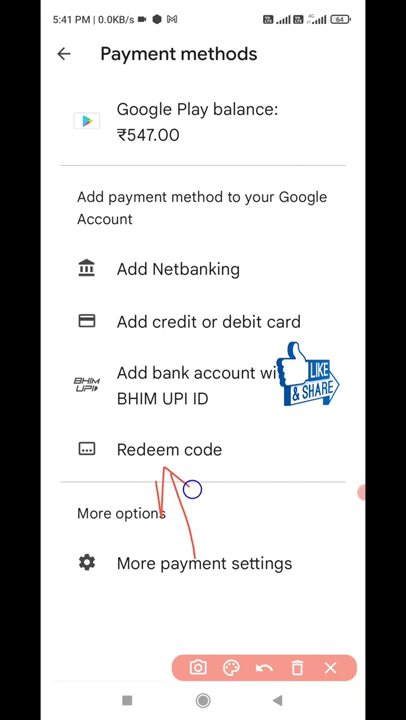 5:41 PM | 0.0KB/s
64
Payment methods
Google Play balance:
₹547.00
Add payment method to your Google
Account
Add Netbanking
Add credit or debit card
Add bank account wi
BHIM UPI ID
BHIM
UPI
LIKE
& SHARE
Redeem code
More options
More payment settings